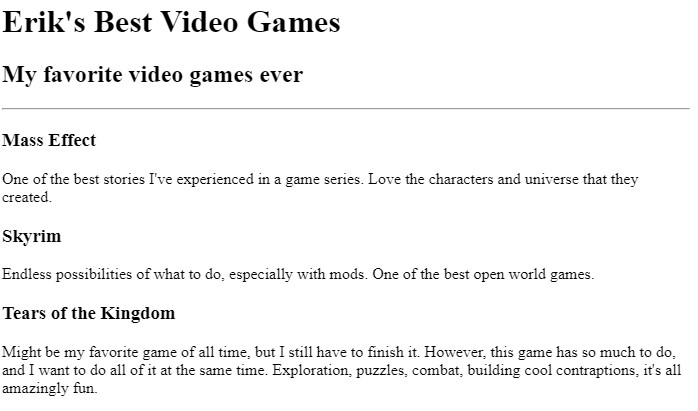 Erik's Best Video Games
My favorite video games ever
Mass Effect
One of the best stories I've experienced in a game series. Love the characters and universe that they
created.
Skyrim
Endless possibilities of what to do, especially with mods. One of the best open world games.
Tears of the Kingdom
Might be my favorite game of all time, but I still have to finish it. However, this game has so much to do,
and I want to do all of it at the same time. Exploration, puzzles, combat, building cool contraptions, it's all
amazingly fun.